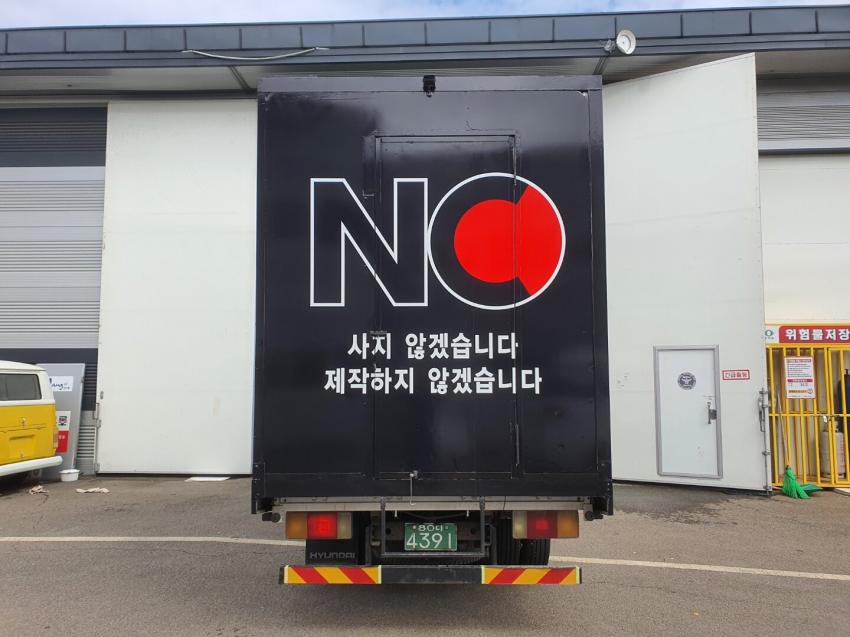 NO
사지 않겠습니다
제작하지 않겠습니다
위험물저장
4391
HYUNDAI